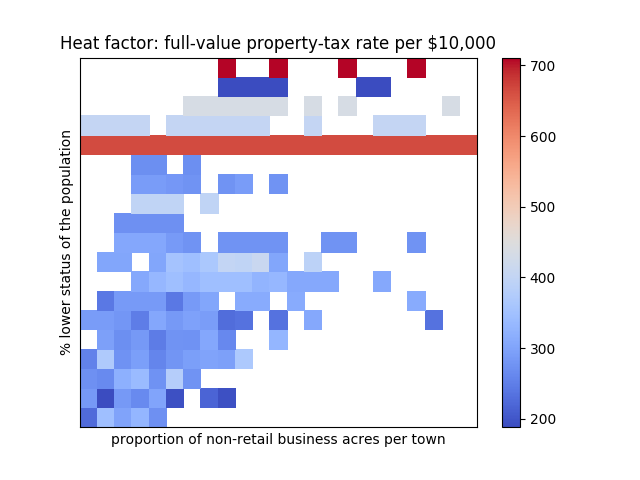 Heat factor: full-value property-tax rate per $10,000
% lower status of the population
proportion of non-retail business acres per town
700
600
500
400
300
200